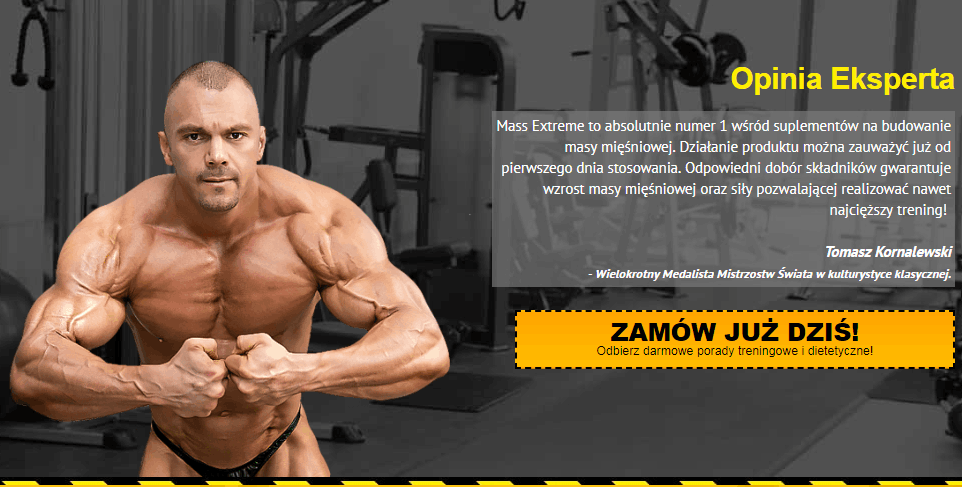 Opinia Eksperta
Mass Extreme to absolutnie numer 1 wśród suplementów na budowanie
masy mięśniowej. Działanie produktu można zauważyć już od
pierwszego dnia stosowania. Odpowiedni dobór składników gwarantuje
wzrost masy mięśniowej oraz siły pozwalającej realizować nawet
najcięższy trening!
Tomasz Kornalewski
- Wielokrotny Medalista Mistrzostw Świata w kulturystyce klasycznej.
ZAMÓW JUŻ DZIŚ!
Odbierz darmowe porady treningowe i dietetyczne!